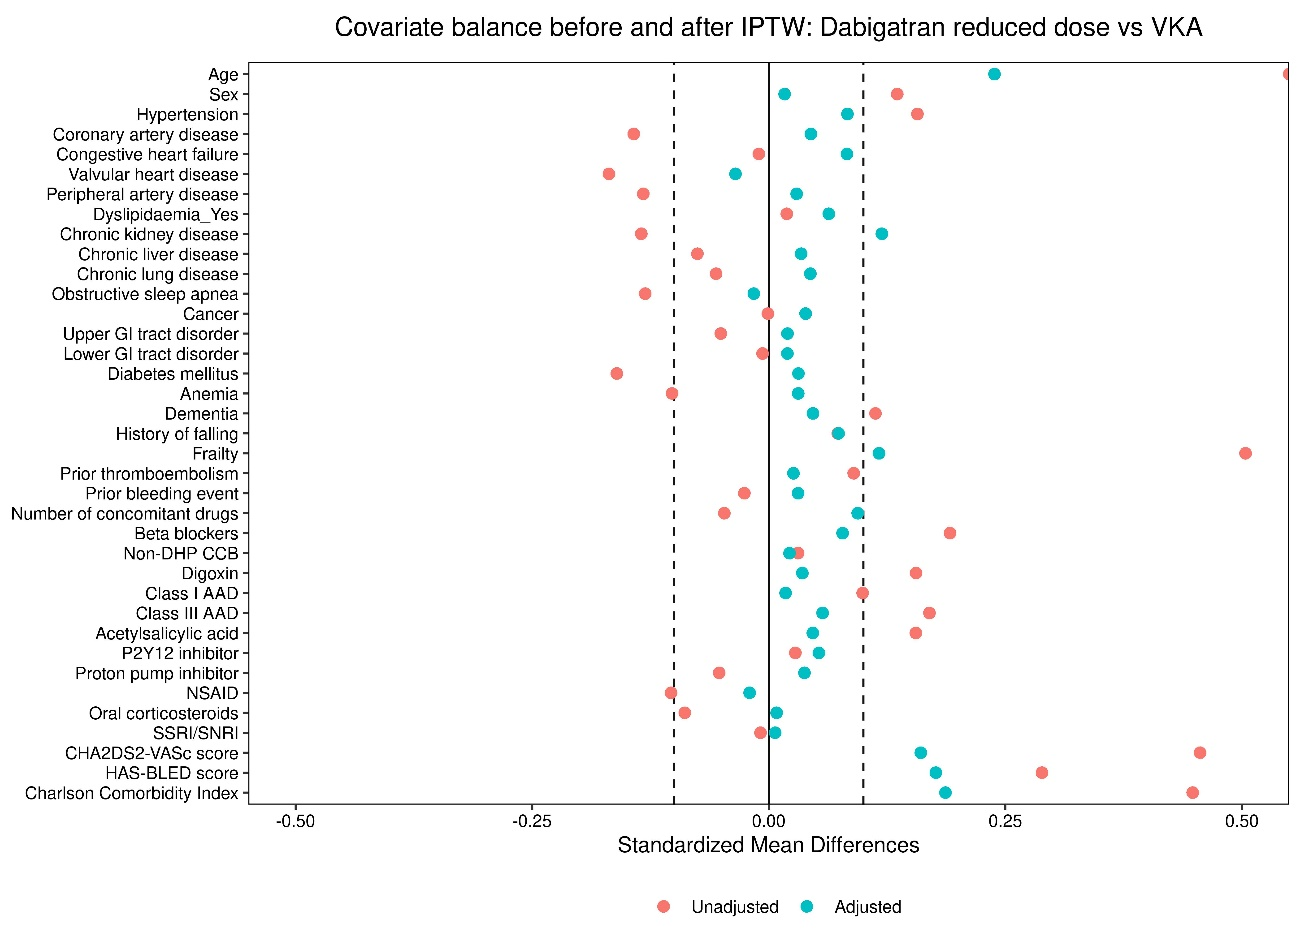 Covariate balance before and after IPTW: Dabigatran reduced dose vs VKA
Age
Sex
Hypertension
Coronary artery disease
Congestive heart failure
Valvular heart disease
Peripheral artery disease
Dyslipidaemia_Yes
Chronic kidney disease
Chronic liver disease
Chronic lung disease
Obstructive sleep apnea
Cancer
Upper GI tract disorder
Lower GI tract disorder
Diabetes mellitus
Anemia
Dementia
History of falling
Frailty
Prior thromboembolism
Prior bleeding event
Number of concomitant drugs
Beta blockers
Non-DHP CCB
Digoxin
Class I AAD
Class III AAD
Acetylsalicylic acid
P2Y12 inhibitor
Proton pump inhibitor
NSAID
Oral corticosteroids
SSRI/SNRI
CHA2DS2-VASc score
HAS-BLED score
Charlson Comorbidity Index
-0.50 -0.25 0.00 0.25 0.50
Standardized Mean Differences
Unadjusted Adjusted